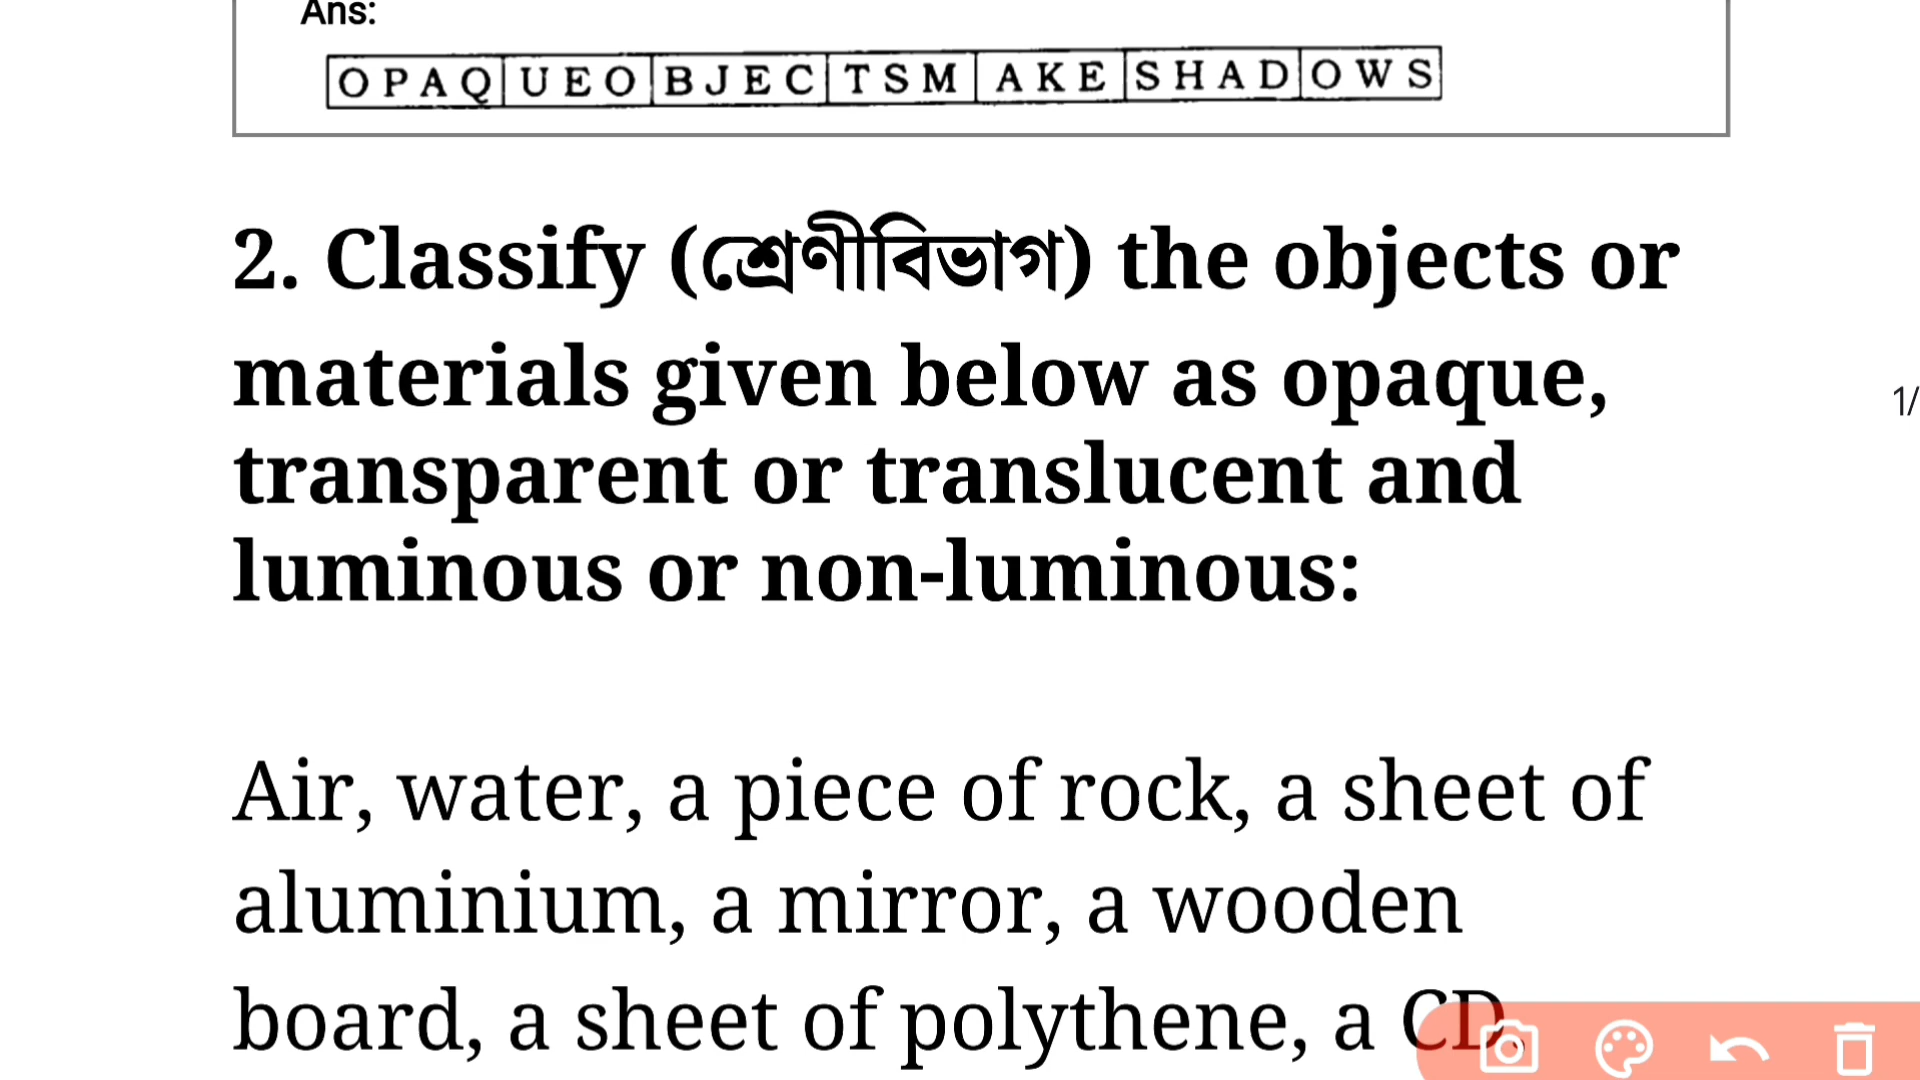 Ans:
O P A Q U E O B J E C T S M A K E S H A D O W S
2. Classify (শ্রেণীবিভাগ) the objects or
materials given below as opaque,
transparent or translucent and
luminous or non-luminous:
1/
Air, water, a piece of rock, a sheet of
aluminium, a mirror, a wooden
board, a sheet of polythene, a CD,